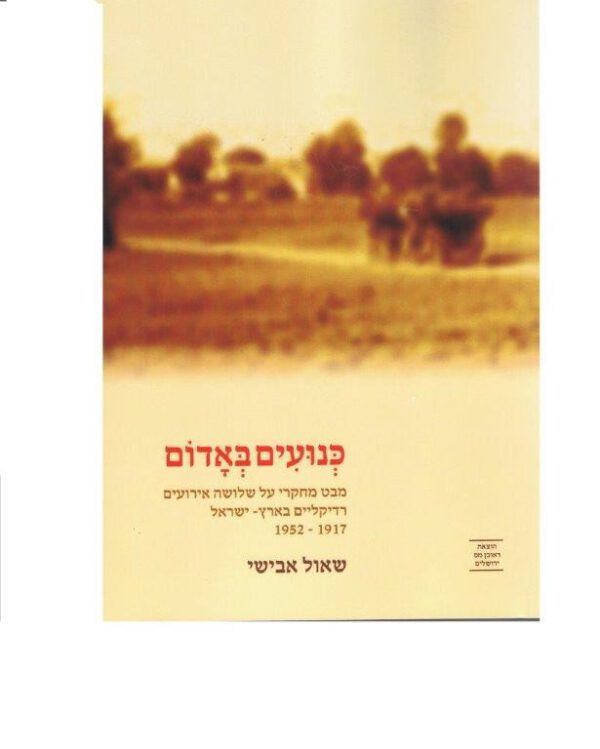 כְּנוּעִים בְּאָדוֹם
מבט מחקרי על שלושה אירועים
רדיקליים בארץ- ישראל
1952 - 1917
שאול אבישי
הוצאת
ראובן מס
ירושלים